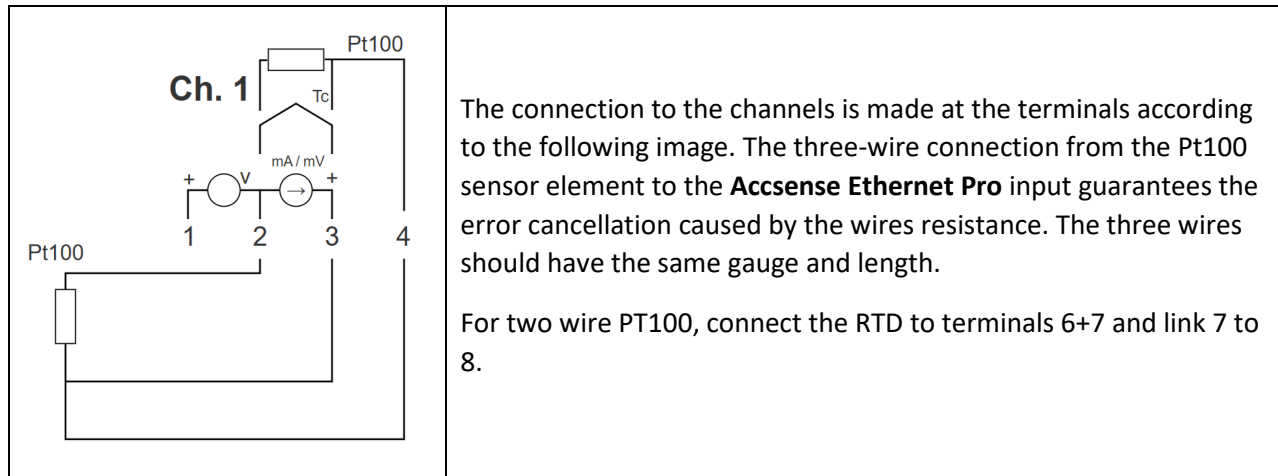 Pt100
Ch. 1
Tc
mA / mV
+ V +
1 2 3 4
Pt100
The connection to the channels is made at the terminals according
to the following image. The three-wire connection from the Pt100
sensor element to the Accsense Ethernet Pro input guarantees the
error cancellation caused by the wires resistance. The three wires
should have the same gauge and length.
For two wire PT100, connect the RTD to terminals 6+7 and link 7 to
8.